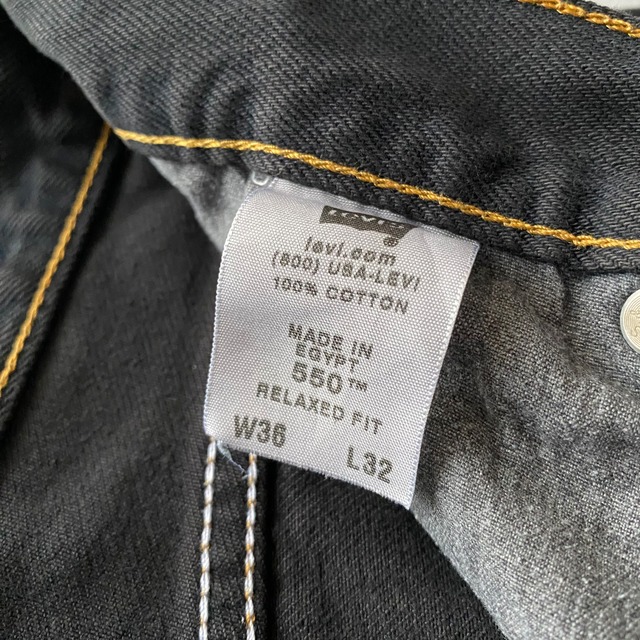 LEVI'S
®
levi.com
(800) USA-LEVI
100% COTTON
MADE IN
EGYPT
550™
RELAXED FIT
W36
L32